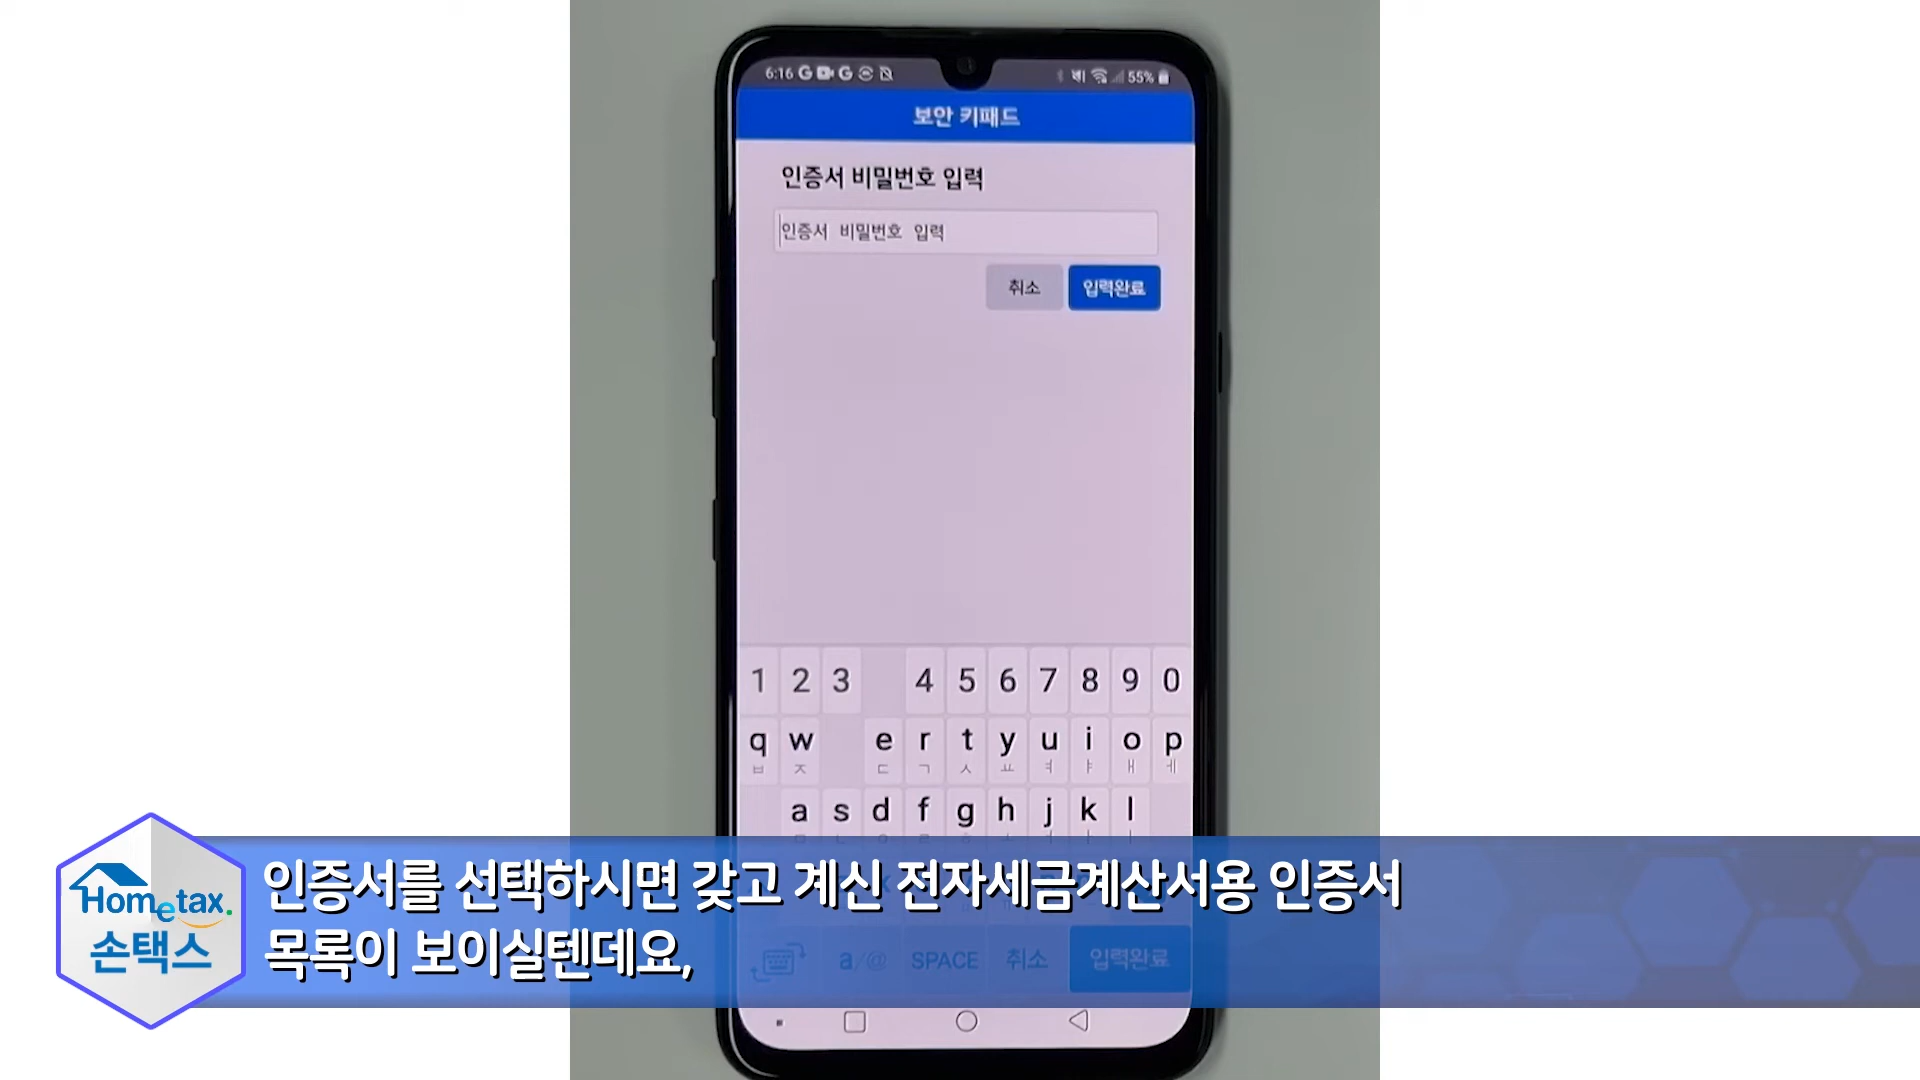 6:16
55%
보안 키패드
인증서 비밀번호 입력
인증서 비밀번호 입력
취소 입력완료
1 2 3 4 5 6 7 8 9 0
q w e r t y u i o p
ㅂ ㅈ ㄷ ㄱ ㅅ ㅛ ㅕ ㅑ ㅐ ㅔ
a s d f g h j k l
Hometax.
손택스
인증서를 선택하시면 갖고 계신 전자세금계산서용 인증서
목록이 보이실텐데요,
a/@ SPACE 취소 입력완료